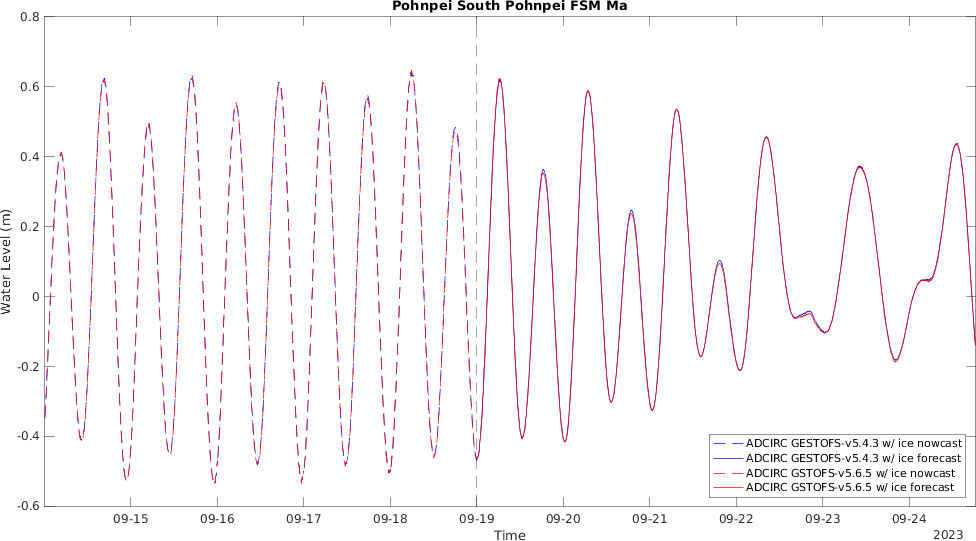 Pohnpei South Pohnpei FSM Ma
0.8
0.6
0.4
0.2
0
-0.2
-0.4
-0.6
Water Level (m)
ADCIRC GESTOFS-v5.4.3 w/ ice nowcast
ADCIRC GESTOFS-v5.4.3 w/ ice forecast
ADCIRC GSTOFS-v5.6.5 w/ ice nowcast
ADCIRC GSTOFS-v5.6.5 w/ ice forecast
09-15 09-16 09-17 09-18 09-19 09-20 09-21 09-22 09-23 09-24
Time
2023